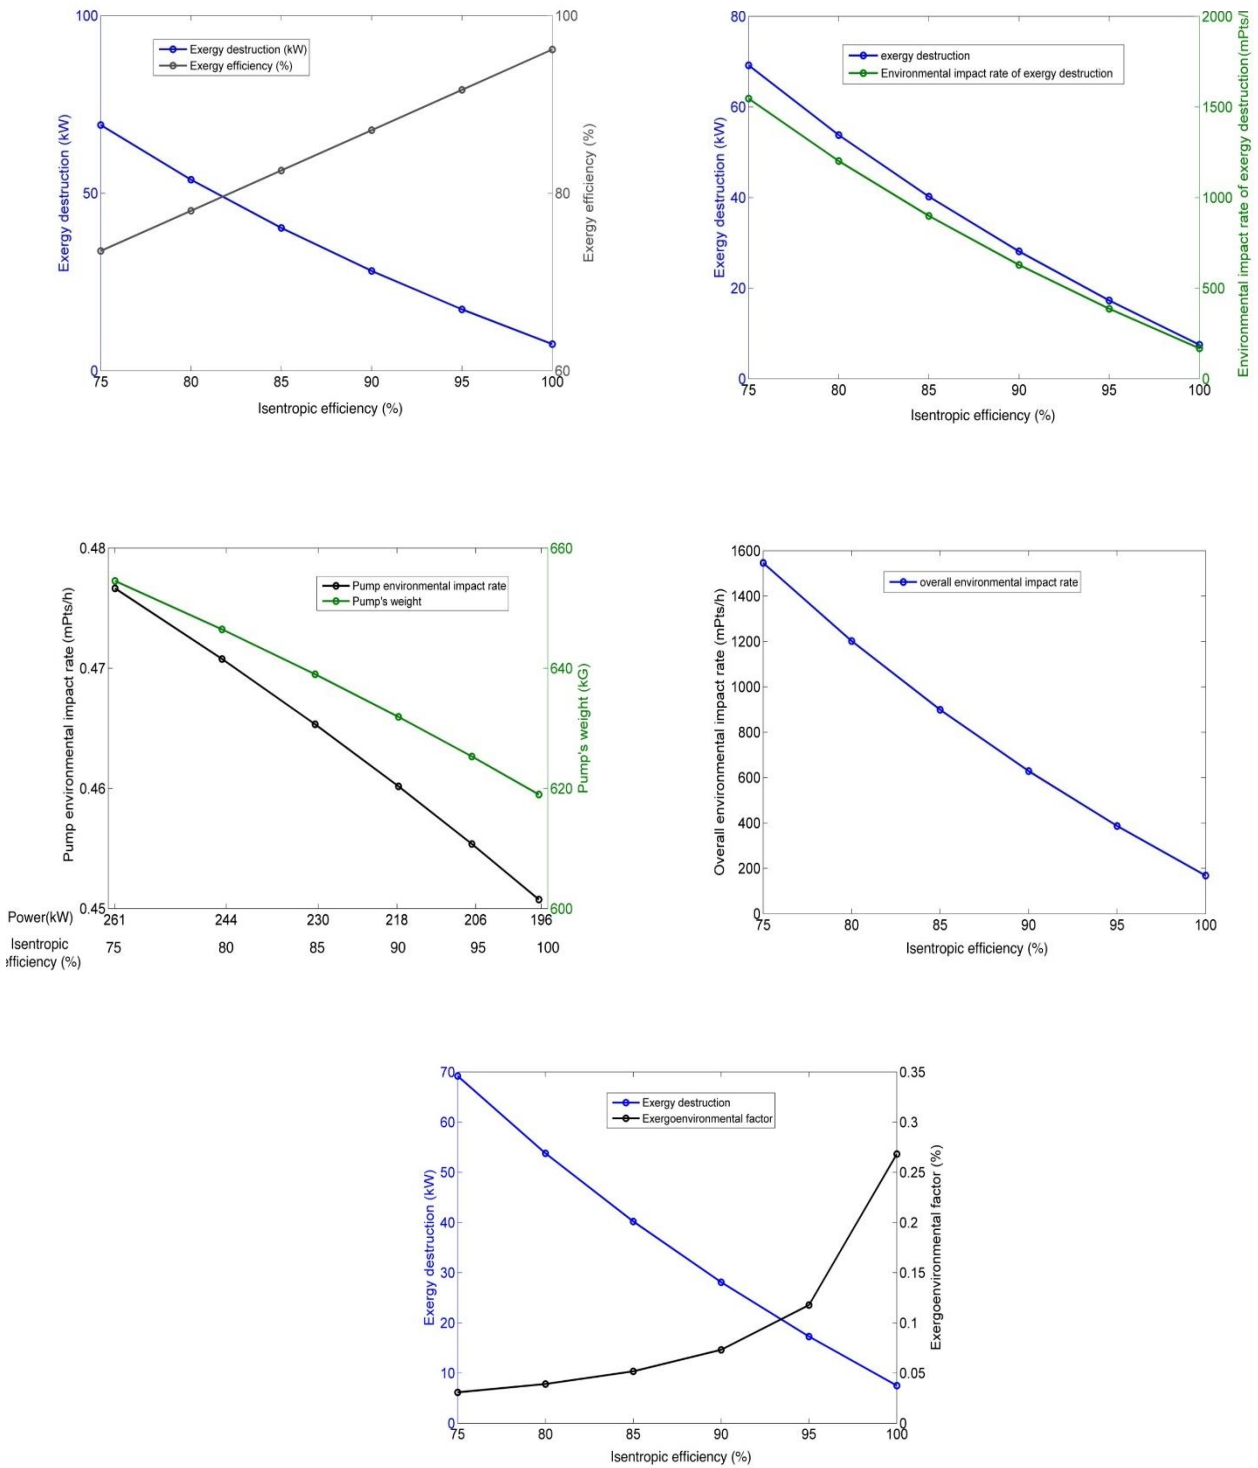 100
50
0
100
80
60
Exergy destruction (kW)
Exergy efficiency (%)
Exergy destruction (kW)
Exergy efficiency (%)
75 80 85 90 95 100
Isentropic efficiency (%)
80
60
40
20
0
2000
1500
1000
500
0
exergy destruction
Environmental impact rate of exergy destruction
Exergy destruction (kW)
Environmental impact rate of exergy destruction(mPts/
75 80 85 90 95 100
Isentropic efficiency (%)
0.48
0.47
0.46
0.45
660
640
620
600
Pump environmental impact rate
Pump's weight
Pump environmental impact rate (mPts/h)
Pump's weight (kG)
Power(kW) 261 244 230 218 206 196
Isentropic
efficiency (%)
75 80 85 90 95 100
1600
1400
1200
1000
800
600
400
200
0
overall environmental impact rate
Overall environmental impact rate (mPts/h)
75 80 85 90 95 100
Isentropic efficiency (%)
70
60
50
40
30
20
10
0
0.35
0.3
0.25
0.2
0.15
0.1
0.05
0
Exergy destruction
Exergoenvironmental factor
Exergy destruction (kW)
Exergoenvironmental factor (%)
75 80 85 90 95 100
Isentropic efficiency (%)